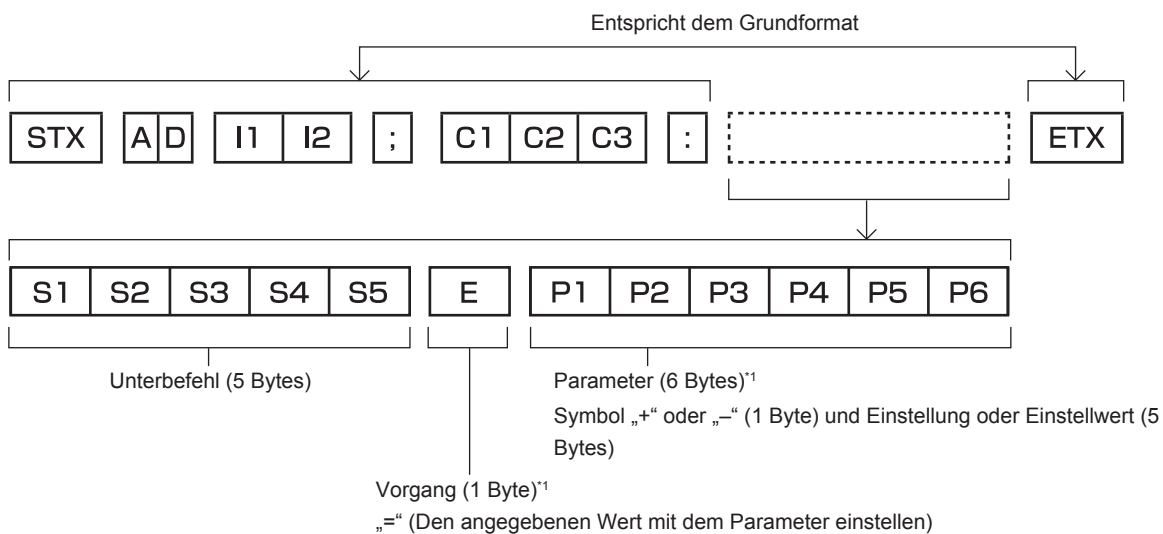 Entspricht dem Grundformat
STX A D I1 I2 ; C1 C2 C3 : ETX
S1 S2 S3 S4 S5 E P1 P2 P3 P4 P5 P6
Unterbefehl (5 Bytes)
Parameter (6 Bytes)*1
Symbol „+“ oder „–“ (1 Byte) und Einstellung oder Einstellwert (5
Bytes)
Vorgang (1 Byte)*1
„=“ (Den angegebenen Wert mit dem Parameter einstellen)